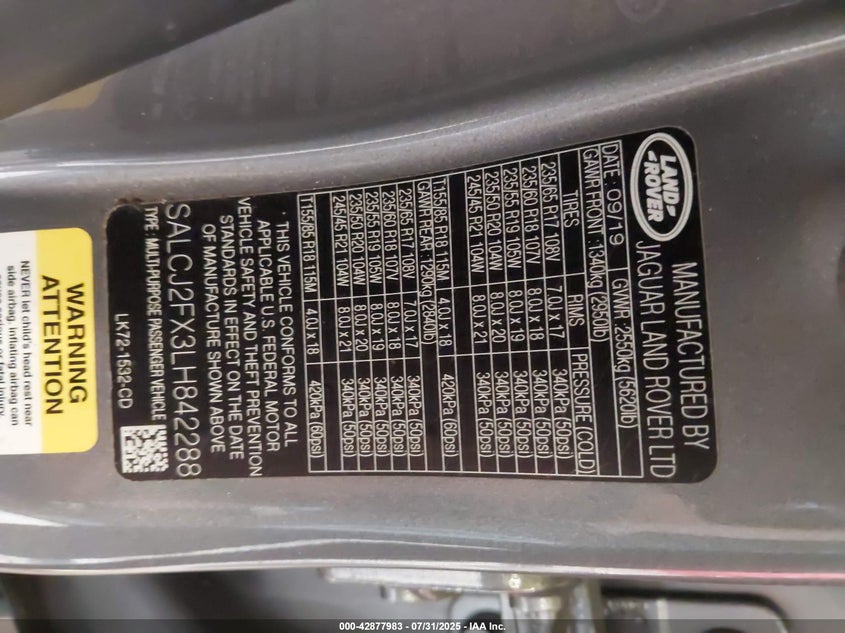 LAND
ROVER
MANUFACTURED BY
JAGUAR LAND ROVER LTD
DATE: 09/19 GVWR: 2550kg (5620lb)
GAWR FRONT: 1340kg (2950lb)
TIRES RIMS PRESSURE (COLD)
235/65 R17 108V 7.0J x 17 340kPa (50psi)
235/60 R18 107V 8.0J x 18 340kPa (50psi)
235/55 R19 105W 8.0J x 19 340kPa (50psi)
235/50 R20 104W 8.0J x 20 340kPa (50psi)
245/45 R21 104W 8.0J x 21 340kPa (50psi)
T155/85 R18 115M 4.0J x 18 420kPa (60psi)
GAWR REAR: 1290kg (2840lb)
235/65 R17 108V 7.0J x 17 340kPa (50psi)
235/60 R18 107V 8.0J x 18 340kPa (50psi)
235/55 R19 105W 8.0J x 19 340kPa (50psi)
235/50 R20 104W 8.0J x 20 340kPa (50psi)
245/45 R21 104W 8.0J x 21 340kPa (50psi)
T155/85 R18 115M 4.0J x 18 420kPa (60psi)
THIS VEHICLE CONFORMS TO ALL
APPLICABLE U.S. FEDERAL MOTOR
VEHICLE SAFETY AND THEFT PREVENTION
STANDARDS IN EFFECT ON THE DATE
OF MANUFACTURE SHOWN ABOVE
SALCJ2FX3LH842288
TYPE: MULTI-PURPOSE PASSENGER VEHICLE
LK72-1532-CD
WARNING
ATTENTION
NEVER let child's head rest near
side airbag. Inflating airbag can
cause serious or fatal injury.
000-42877983 / 07/31/2025 - IAA Inc.